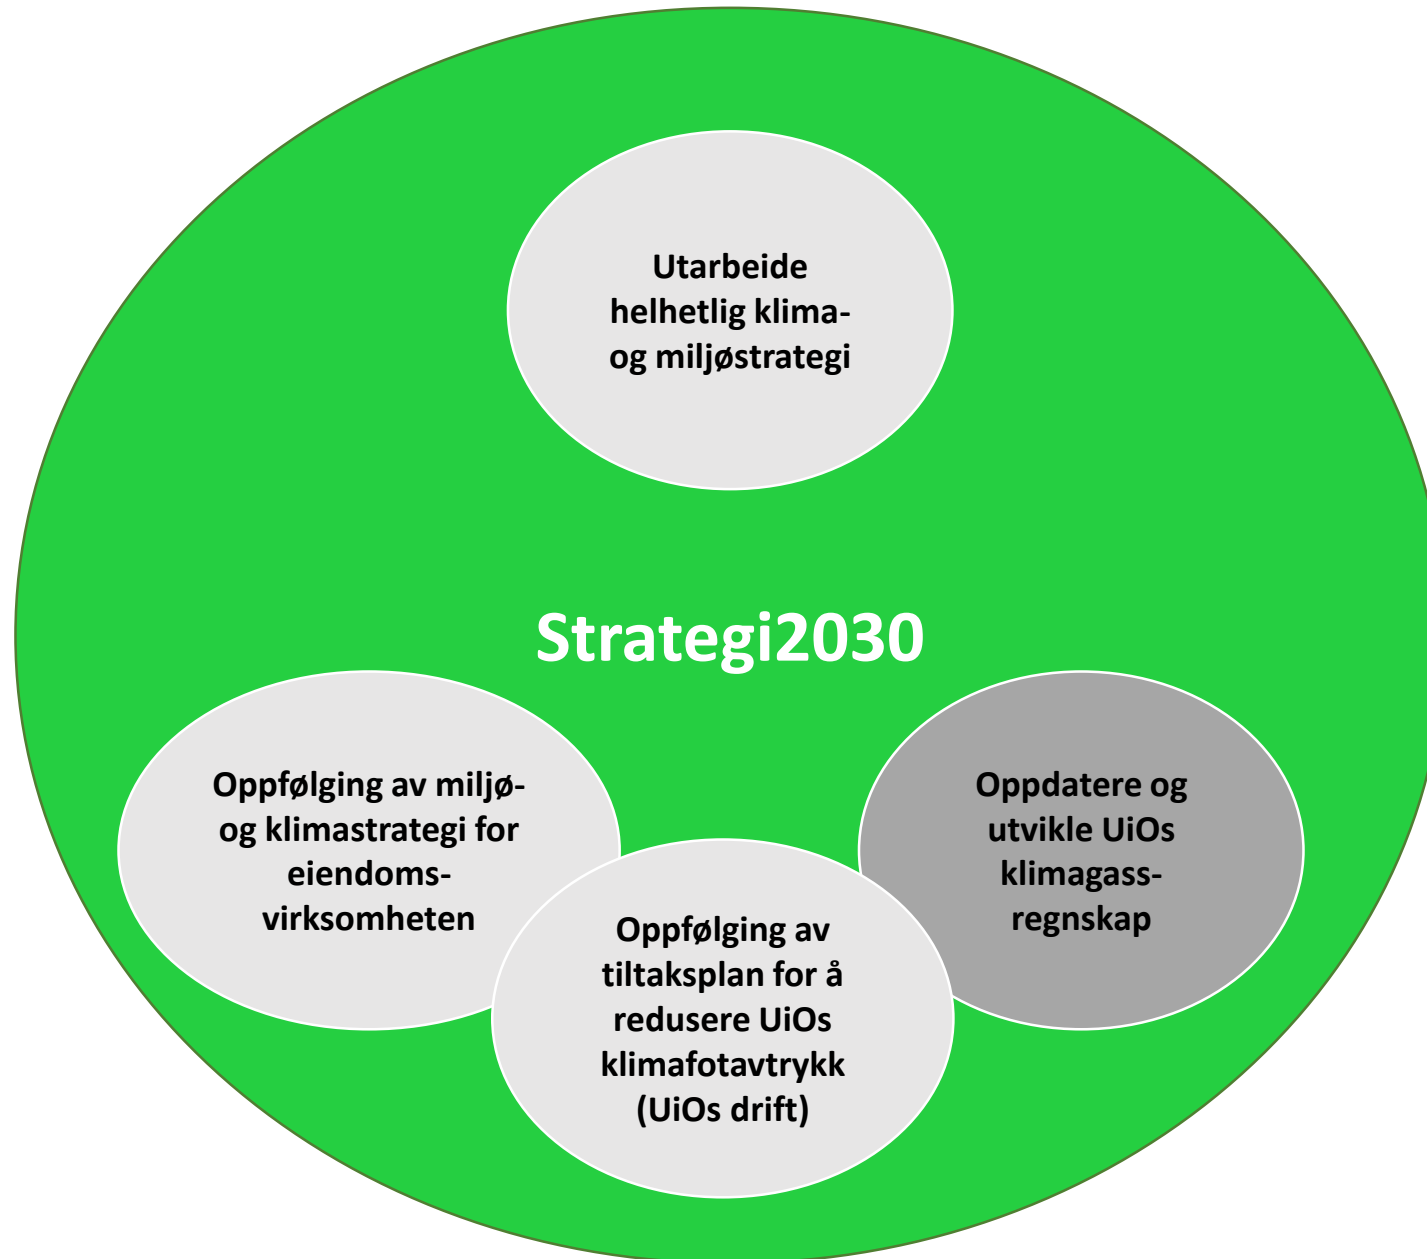 Utarbeide
helhetlig klima-
og miljøstrategi
Strategi2030
Oppfølging av miljø-
og klimastrategi for
eiendoms-
virksomheten
Oppfølging av
tiltaksplan for å
redusere UiOs
klimafotavtrykk
(UiOs drift)
Oppdatere og
utvikle UiOs
klimagass-
regnskap